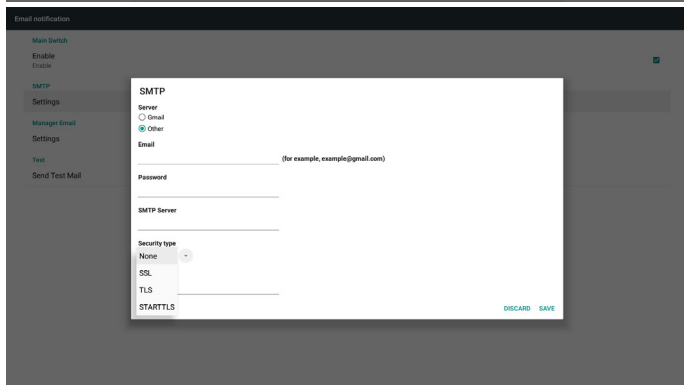 Email notification
Main Switch
Enable
Enable
SMTP
Settings
Manager Email
Settings
Test
Send Test Mail
SMTP
Server
Gmail
Other
Email
(for example, example@gmail.com)
Password
SMTP Server
Security type
None
SSL
TLS
STARTTLS
DISCARD SAVE